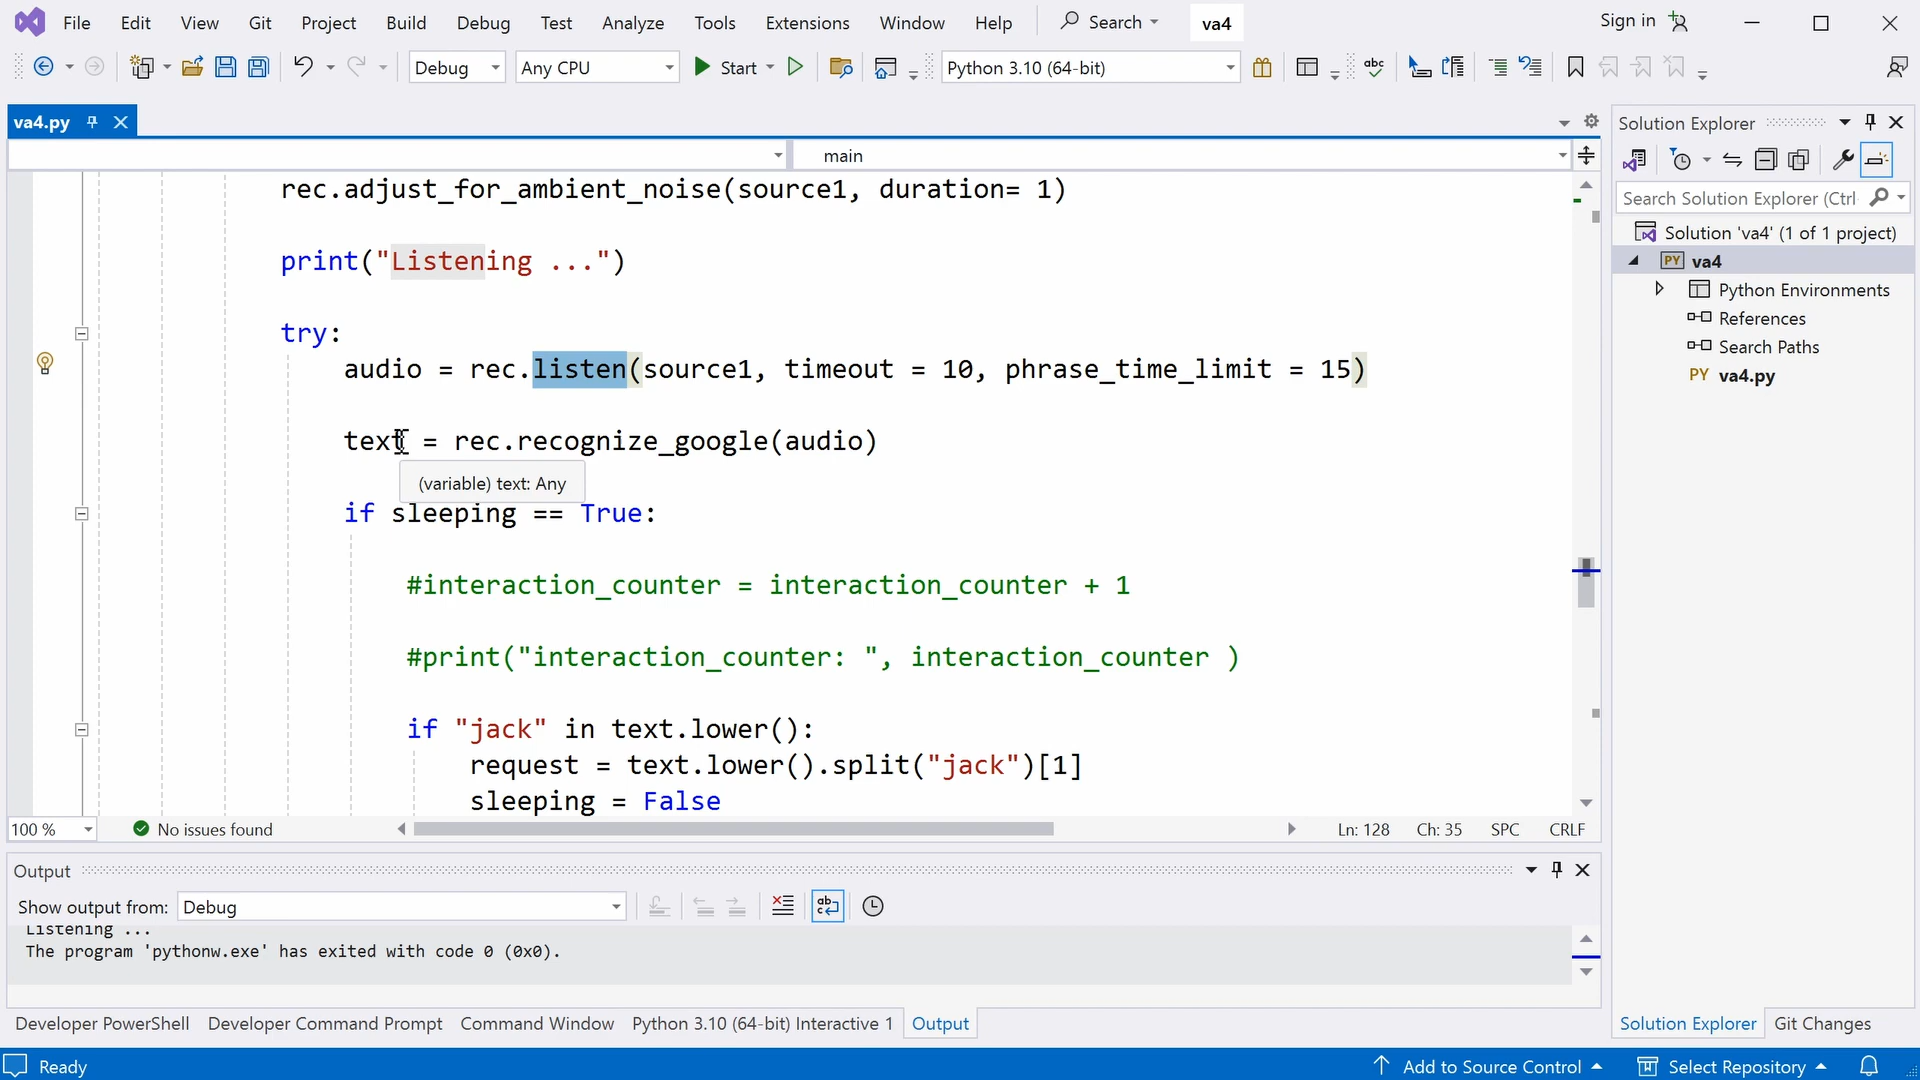 File Edit View Git Project Build Debug Test Analyze Tools Extensions Window Help Search va4 Sign in
Debug Any CPU Start Python 3.10 (64-bit) abc
va4.py
main
rec.adjust_for_ambient_noise(source1, duration= 1)
print("Listening ...")
try:
audio = rec.listen(source1, timeout = 10, phrase_time_limit = 15)
text = rec.recognize_google(audio)
(variable) text: Any
if sleeping == True:
#interaction_counter = interaction_counter + 1
#print("interaction_counter: ", interaction_counter )
if "jack" in text.lower():
request = text.lower().split("jack")[1]
sleeping = False
100 % No issues found Ln: 128 Ch: 35 SPC CRLF
Output
Show output from: Debug
Listening ...
The program 'pythonw.exe' has exited with code 0 (0x0).
Developer PowerShell Developer Command Prompt Command Window Python 3.10 (64-bit) Interactive 1 Output
Solution Explorer
Search Solution Explorer (Ctrl
Solution 'va4' (1 of 1 project)
PY va4
Python Environments
References
Search Paths
PY va4.py
Solution Explorer Git Changes
Ready Add to Source Control Select Repository